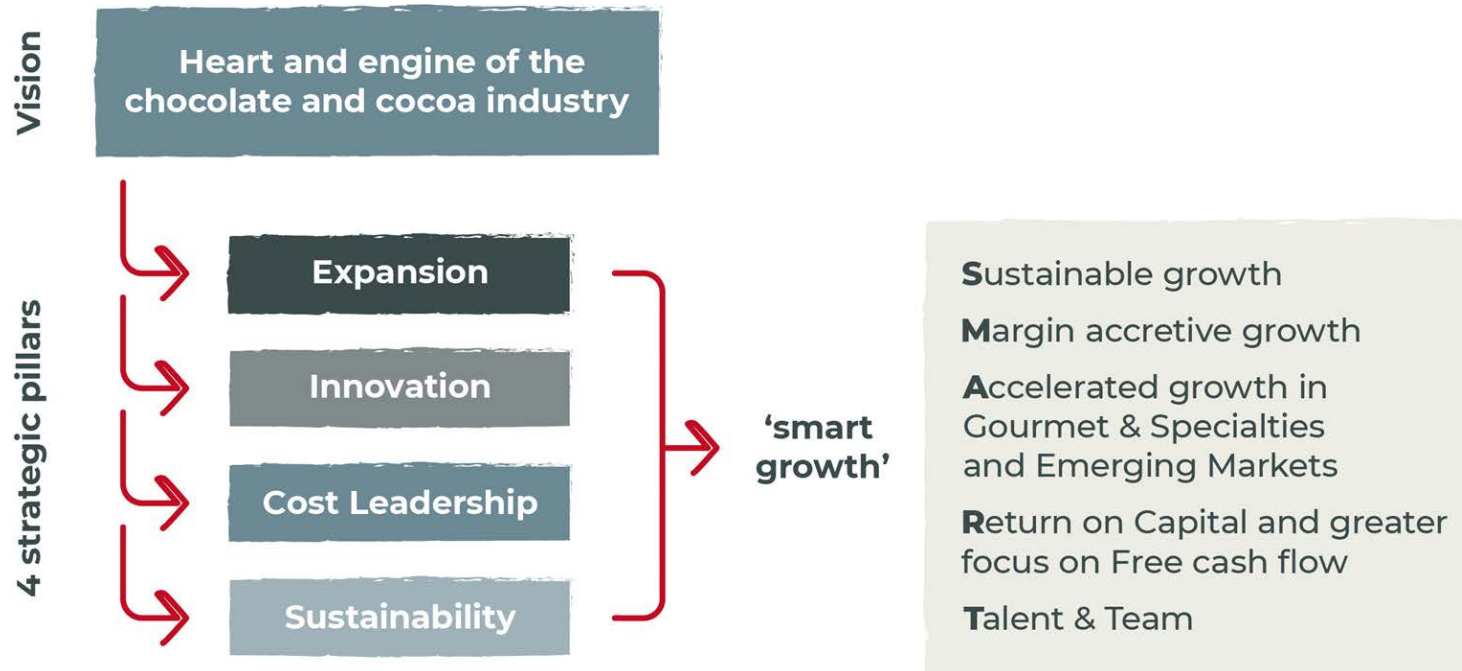 Vision
Heart and engine of the
chocolate and cocoa industry
4 strategic pillars
Expansion
Innovation
Cost Leadership
Sustainability
‘smart
growth’
Sustainable growth
Margin accretive growth
Accelerated growth in
Gourmet & Specialties
and Emerging Markets
Return on Capital and greater
focus on Free cash flow
Talent & Team